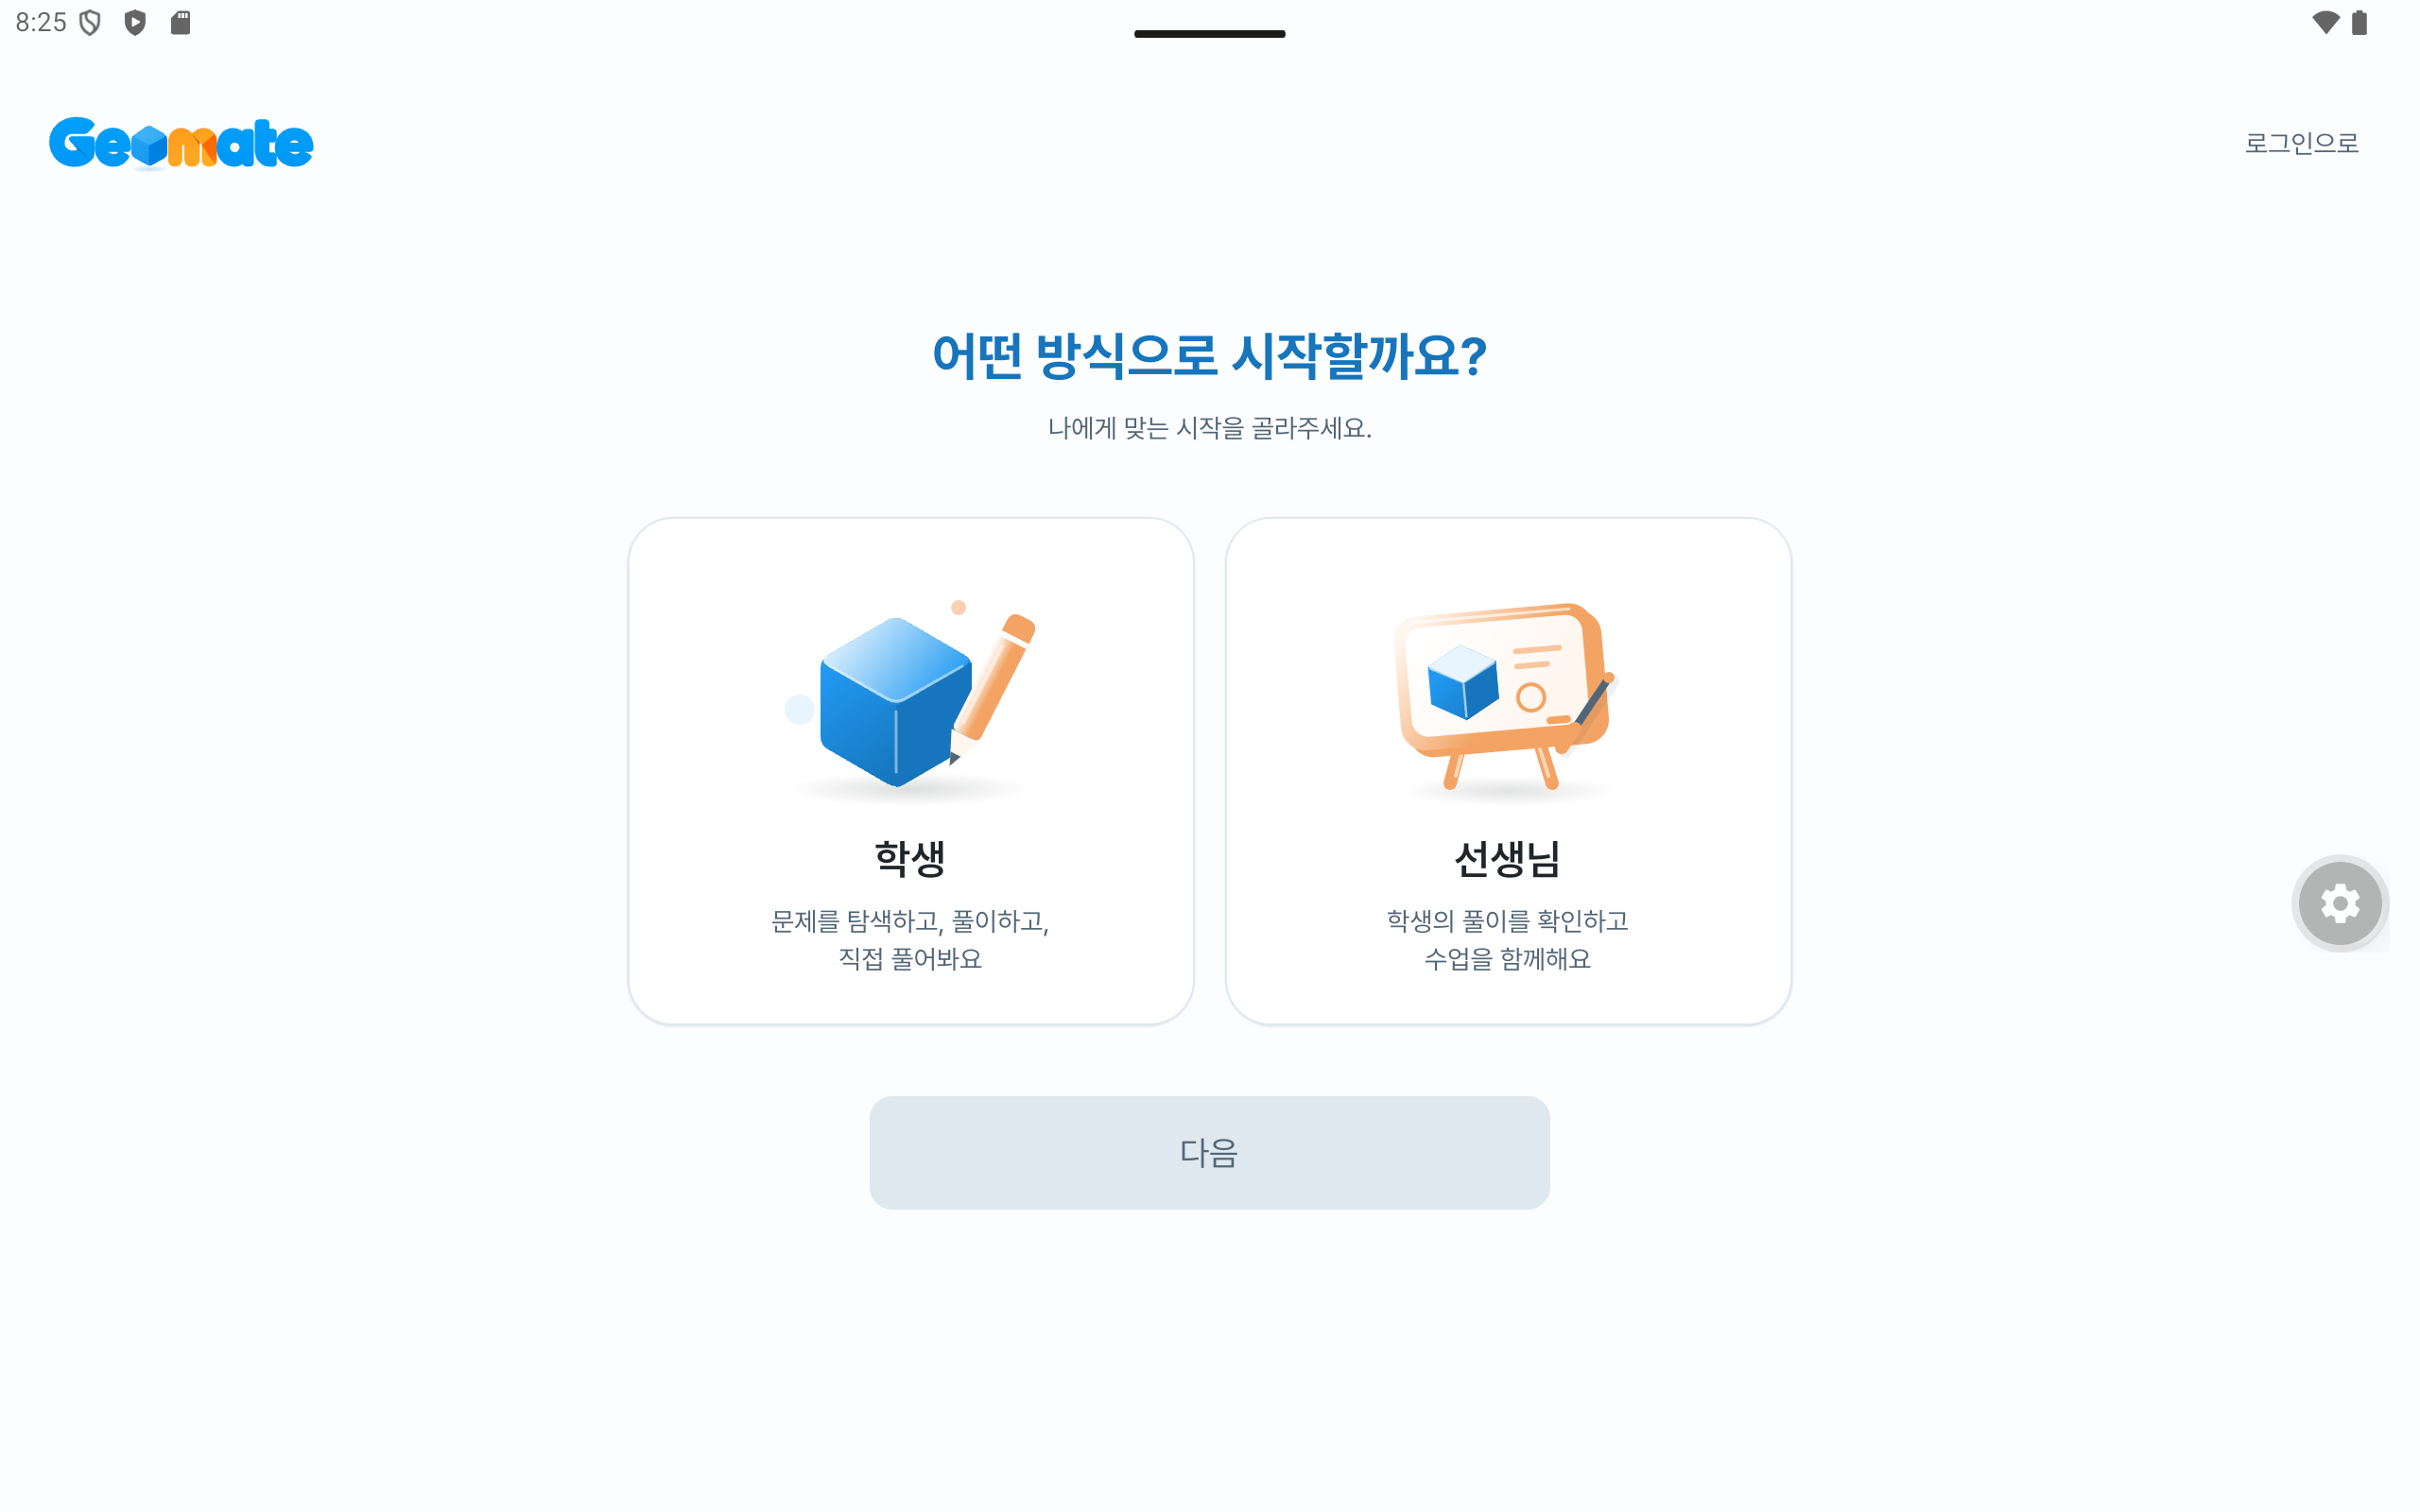 8:25
Geomate
로그인으로
어떤 방식으로 시작할까요?
나에게 맞는 시작을 골라주세요.
학생
문제를 탐색하고, 풀이하고,
직접 풀어봐요
선생님
학생의 풀이를 확인하고
수업을 함께해요
다음